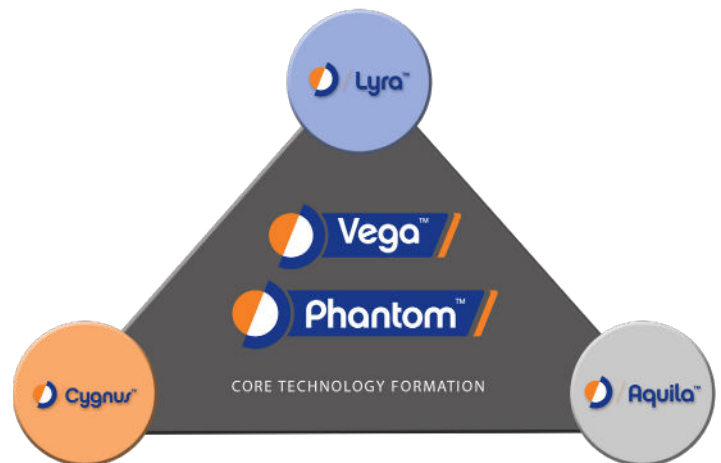 / Lyra™
Vega™
Phantom™
CORE TECHNOLOGY FORMATION
Cygnus™
/ Aquila™